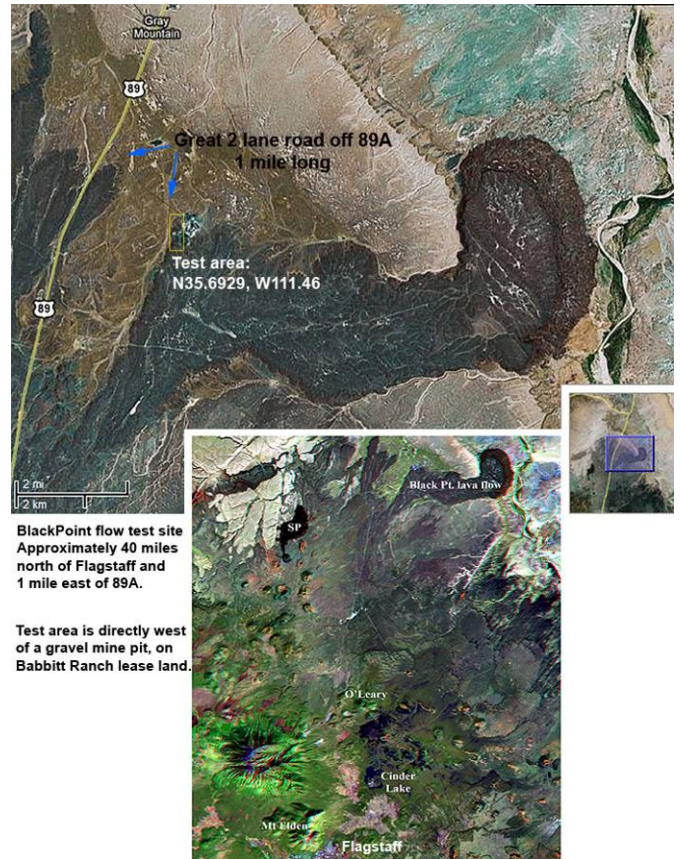 Gray
Mountain
89
Great 2 lane road off 89A
1 mile long
Test area:
N35.6929, W111.46
89
2 mi
2 km
BlackPoint flow test site
Approximately 40 miles
north of Flagstaff and
1 mile east of 89A.
Test area is directly west
of a gravel mine pit, on
Babbitt Ranch lease land.
Black Pt. lava flow
SP
O'Leary
Cinder
Lake
Mt Elden
Flagstaff